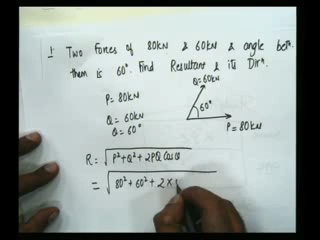 1. Two Forces of 80kN & 60kN & angle betn.
them is 60°. Find Resultant & its Dirn.
Q=60kN
P = 80kN
60°
Q = 60kN
θ = 60°
P = 80kN
R = √P²+Q²+2PQ Cosθ
= √80²+60²+2×